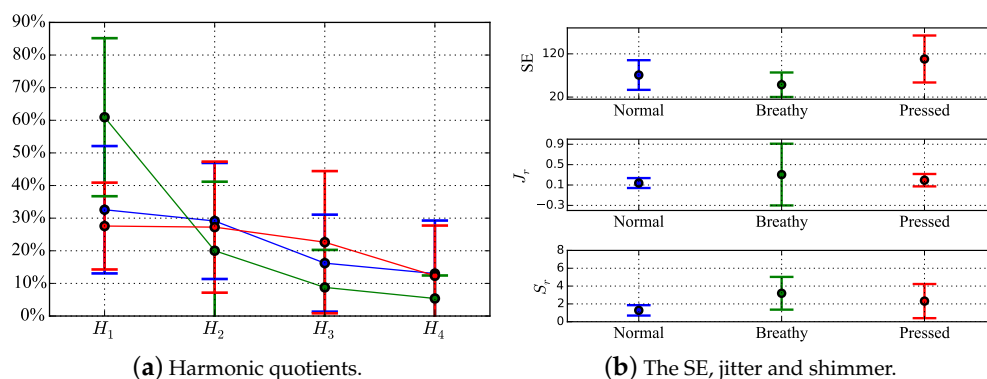 90%
80%
70%
60%
50%
40%
30%
20%
10%
0%
H1 H2 H3 H4
(a) Harmonic quotients.
SE
120
20
Normal Breathy Pressed
Jr
0.9
0.5
0.1
−0.3
Normal Breathy Pressed
Sr
8
6
4
2
0
Normal Breathy Pressed
(b) The SE, jitter and shimmer.